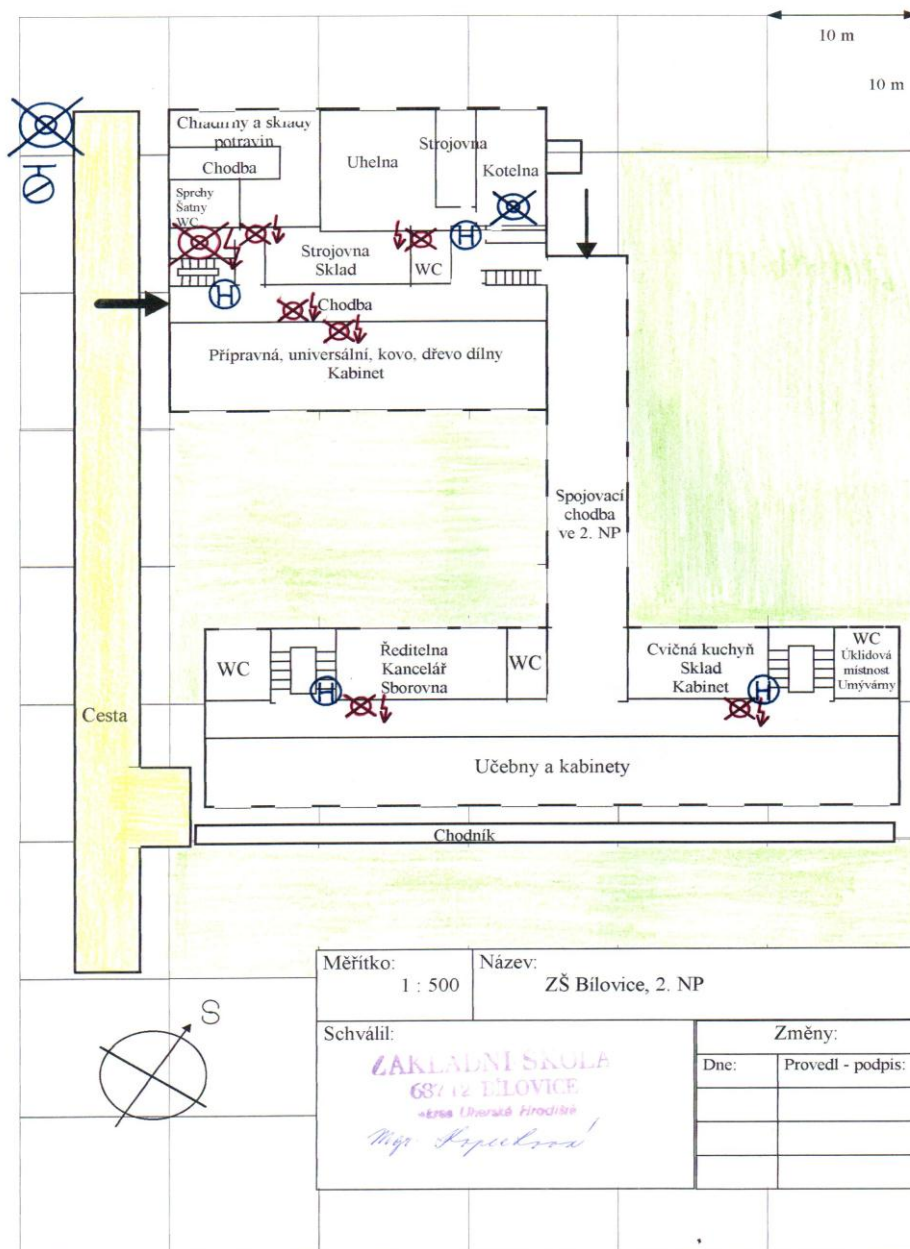 10 m
10 m
Chladírny a sklady
potravin
Chodba
Uhelna
Strojovna
Kotelna
Sprchy
Šatny
WC
H
Strojovna
Sklad
WC
H
Chodba
Přípravná, universální, kovo, dřevo dílny
Kabinet
Spojovací
chodba
ve 2. NP
WC
Ředitelna
Kancelář
Sborovna
WC
Cvičná kuchyň
Sklad
Kabinet
WC
Úklidová
místnost
Umývárny
H
H
Cesta
Učebny a kabinety
Chodník
S
Měřítko:
1 : 500
Název:
ZŠ Bílovice, 2. NP
Schválil:
ZÁKLADNÍ ŠKOLA
687 12 BÍLOVICE
okres Uherské Hradiště
Mgr.
Změny:
Dne:
Provedl - podpis: